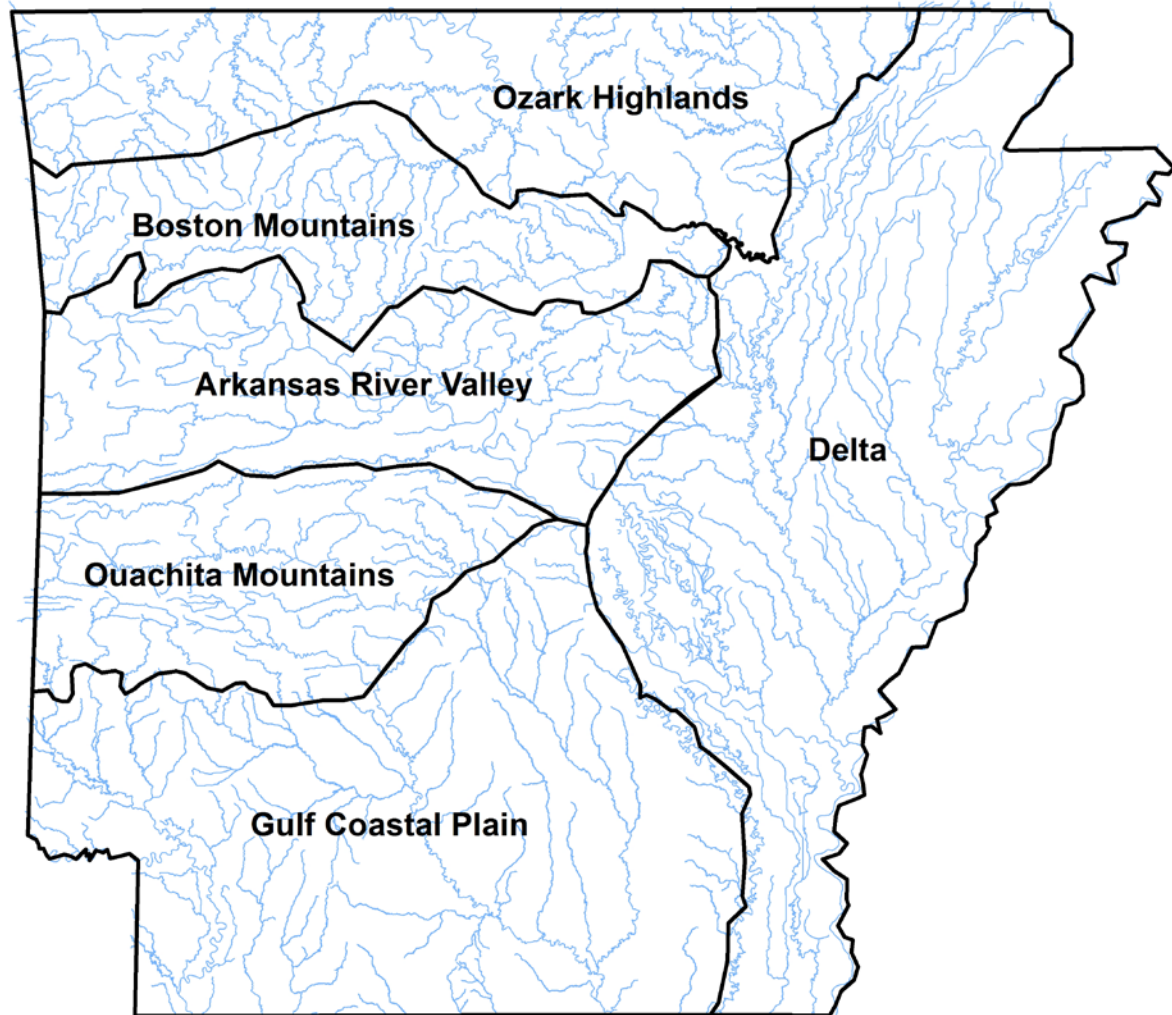 Ozark Highlands
Boston Mountains
Arkansas River Valley
Delta
Ouachita Mountains
Gulf Coastal Plain